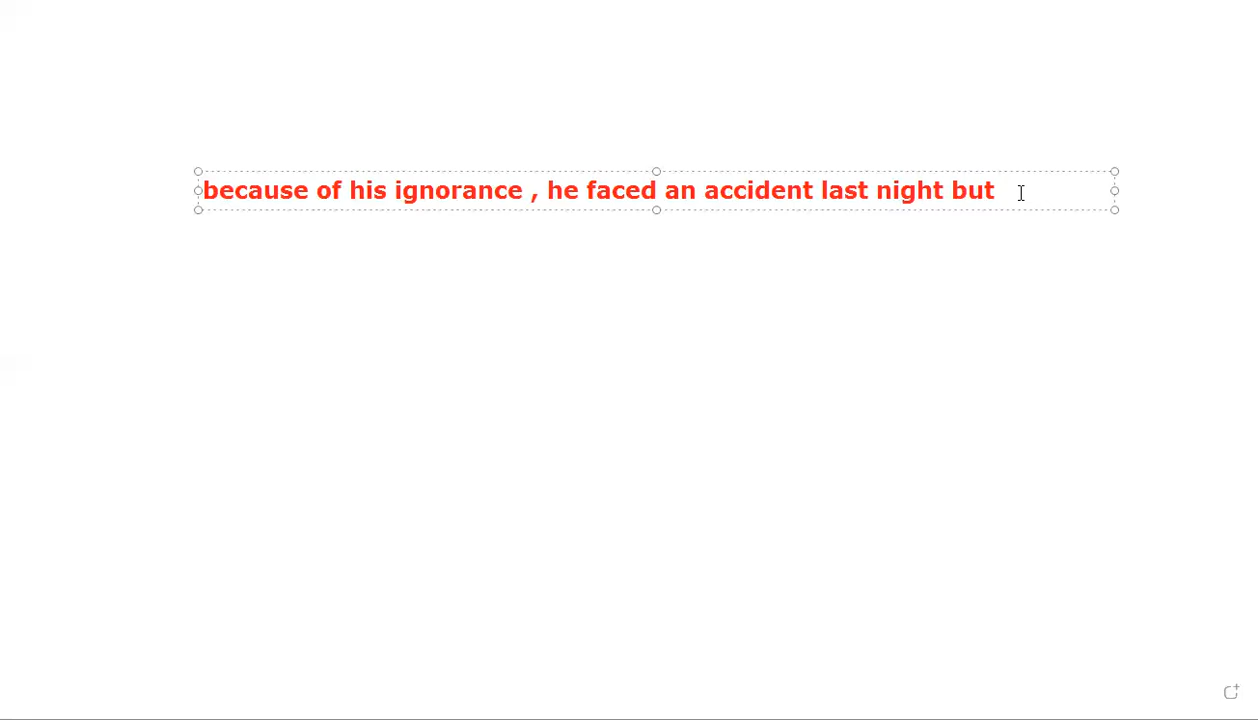 because of his ignorance , he faced an accident last night but